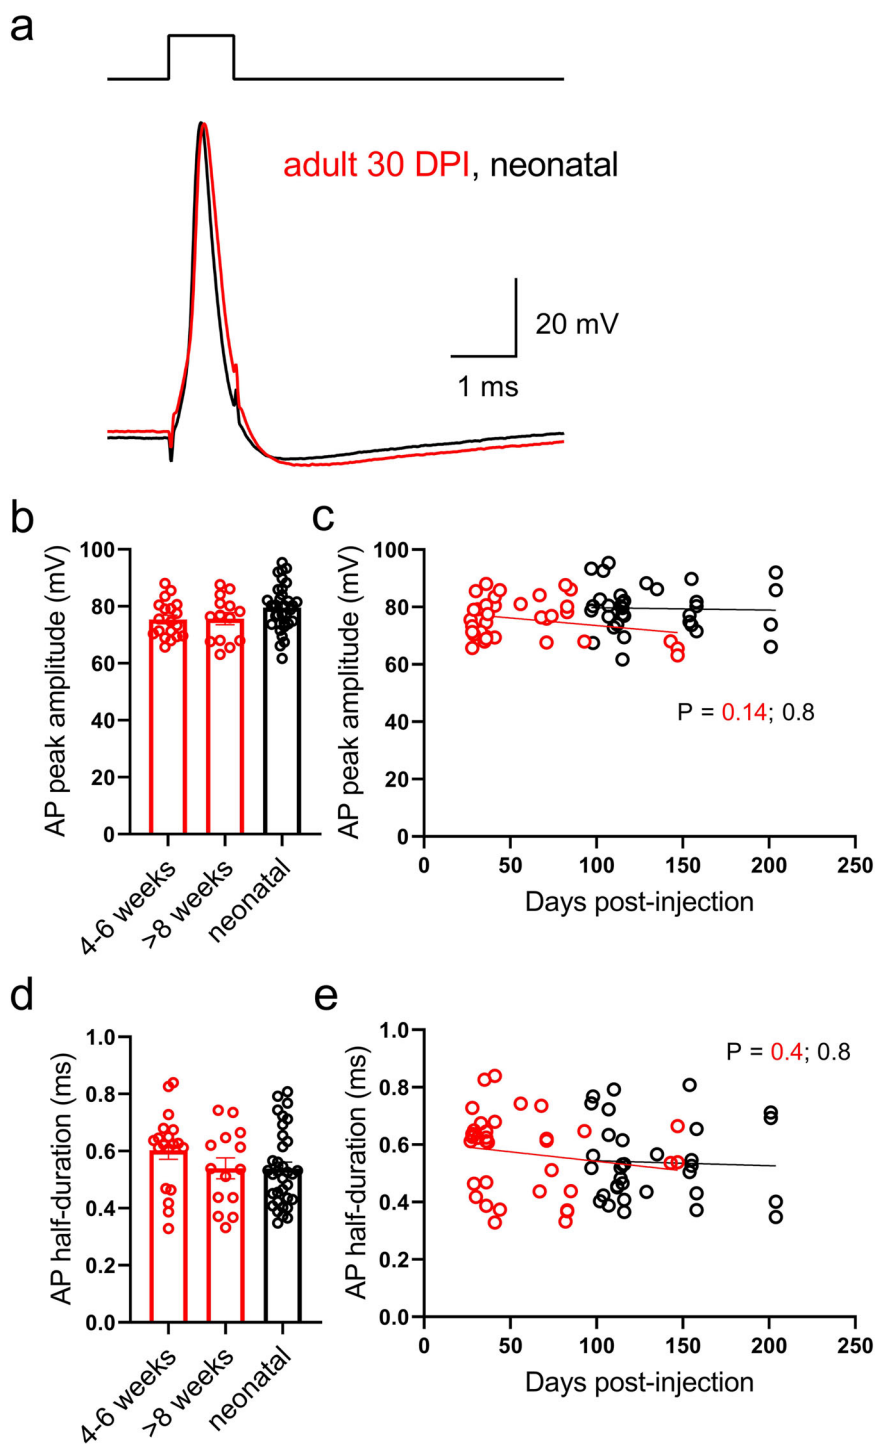 a
adult 30 DPI, neonatal
20 mV
1 ms
b
AP peak amplitude (mV)
100
80
60
40
20
0
4-6 weeks
>8 weeks
neonatal
c
AP peak amplitude (mV)
100
80
60
40
20
0
P = 0.14; 0.8
0 50 100 150 200 250
Days post-injection
d
AP half-duration (ms)
1.0
0.8
0.6
0.4
0.2
0.0
4-6 weeks
>8 weeks
neonatal
e
AP half-duration (ms)
1.0
0.8
0.6
0.4
0.2
0.0
P = 0.4; 0.8
0 50 100 150 200 250
Days post-injection